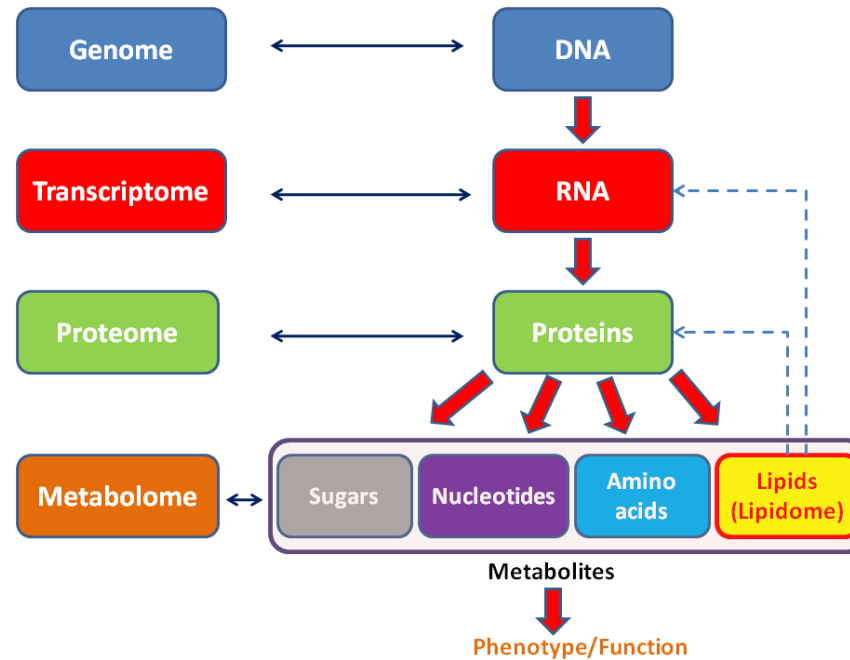 Genome
DNA
Transcriptome
RNA
Proteome
Proteins
Metabolome
Sugars
Nucleotides
Amino
acids
Lipids
(Lipidome)
Metabolites
Phenotype/Function